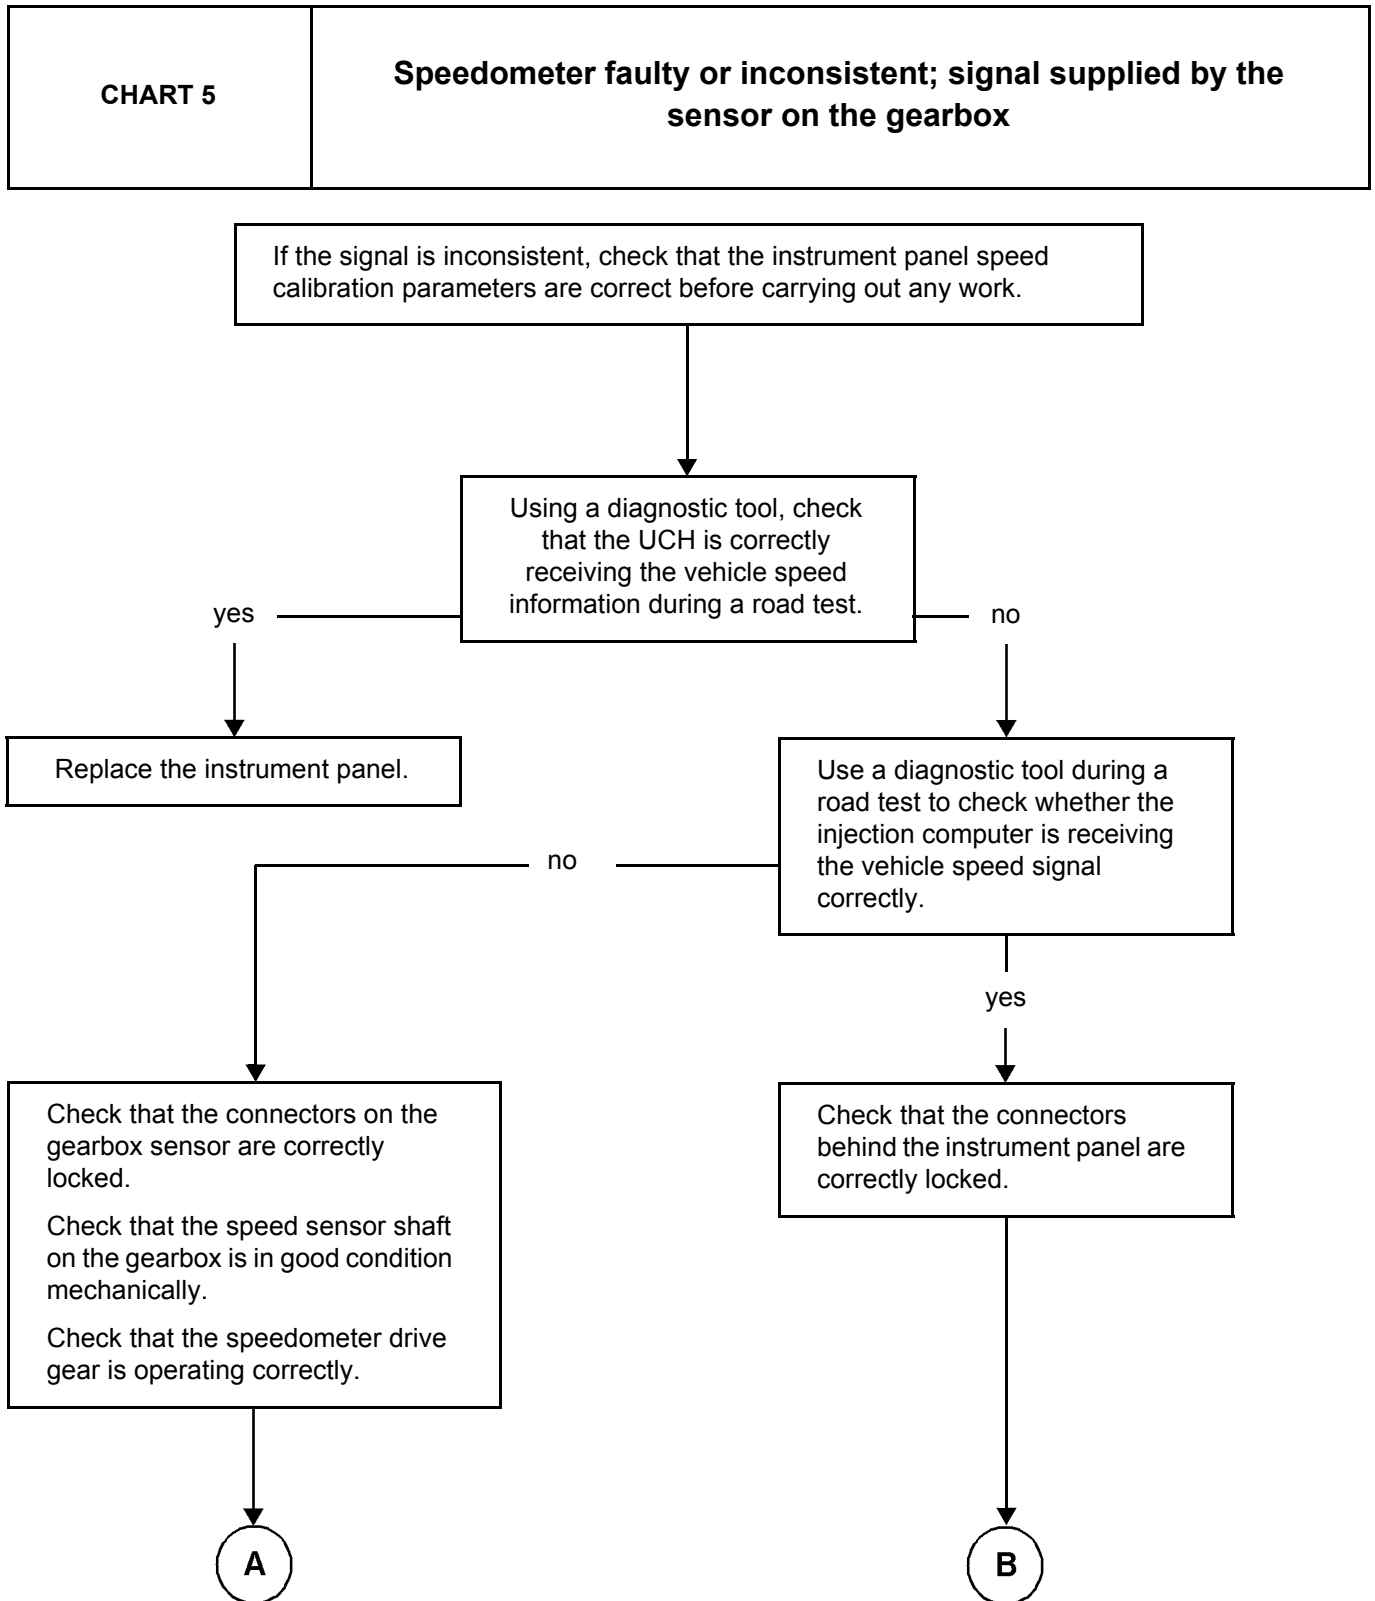 CHART 5
Speedometer faulty or inconsistent; signal supplied by the
sensor on the gearbox
If the signal is inconsistent, check that the instrument panel speed
calibration parameters are correct before carrying out any work.
Using a diagnostic tool, check
that the UCH is correctly
receiving the vehicle speed
information during a road test.
yes
no
Replace the instrument panel.
Use a diagnostic tool during a
road test to check whether the
injection computer is receiving
the vehicle speed signal
correctly.
no
yes
Check that the connectors on the
gearbox sensor are correctly
locked.
Check that the speed sensor shaft
on the gearbox is in good condition
mechanically.
Check that the speedometer drive
gear is operating correctly.
Check that the connectors
behind the instrument panel are
correctly locked.
A
B